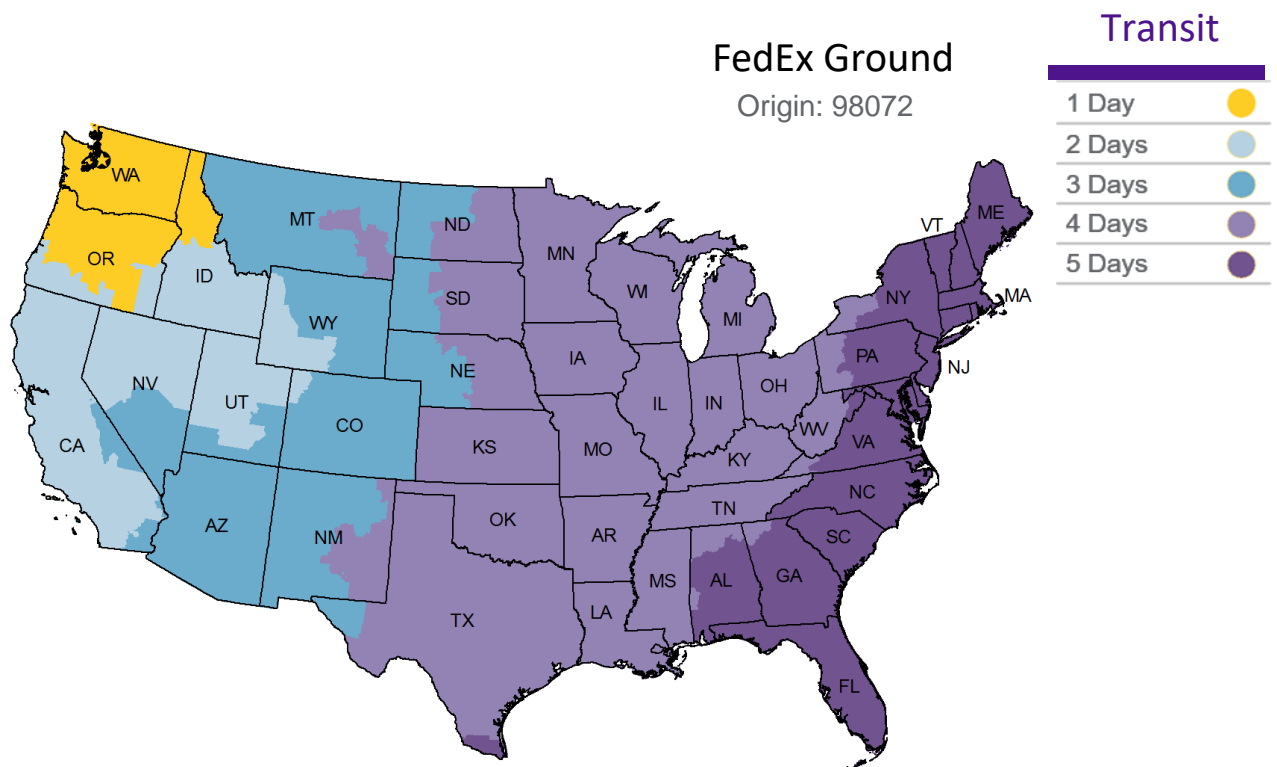 FedEx Ground
Origin: 98072
Transit
1 Day
2 Days
3 Days
4 Days
5 Days
WA
MT
ND
MN
VT
ME
OR
ID
SD
WI
NY
MA
WY
MI
NV
UT
NE
IA
PA
NJ
CA
CO
IL
IN
OH
KS
MO
WV
VA
KY
AZ
NM
OK
AR
TN
NC
SC
MS
AL
GA
TX
LA
FL